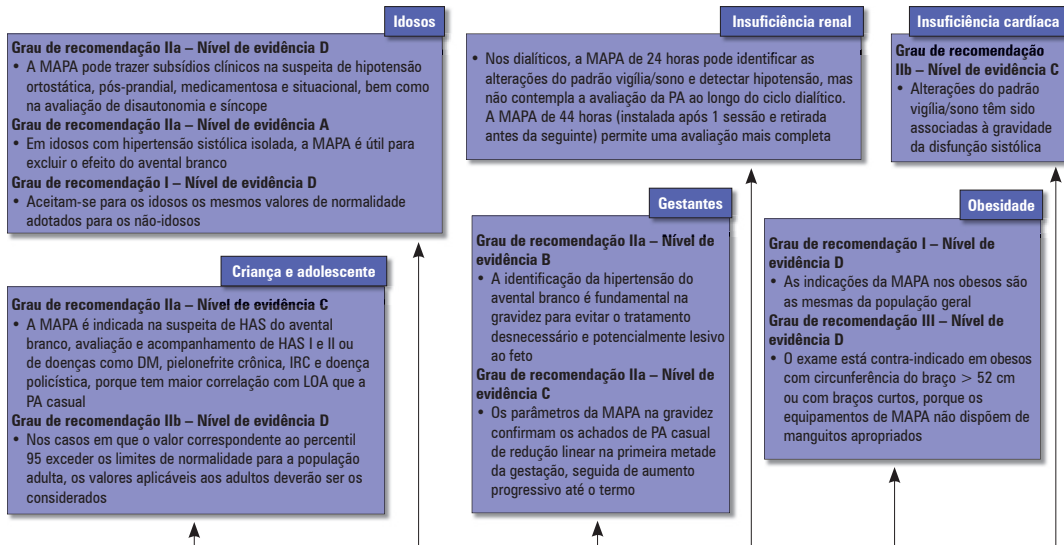 Idosos
Grau de recomendação IIa – Nível de evidência D
• A MAPA pode trazer subsídios clínicos na suspeita de hipotensão
ortostática, pós-prandial, medicamentosa e situacional, bem como
na avaliação de disautonomia e síncope
Grau de recomendação IIa – Nível de evidência A
• Em idosos com hipertensão sistólica isolada, a MAPA é útil para
excluir o efeito do avental branco
Grau de recomendação I – Nível de evidência D
• Aceitam-se para os idosos os mesmos valores de normalidade
adotados para os não-idosos
Insuficiência renal
• Nos dialíticos, a MAPA de 24 horas pode identificar as
alterações do padrão vigília/sono e detectar hipotensão, mas
não contempla a avaliação da PA ao longo do ciclo dialítico.
A MAPA de 44 horas (instalada após 1 sessão e retirada
antes da seguinte) permite uma avaliação mais completa
Insuficiência cardíaca
Grau de recomendação
IIb – Nível de evidência C
• Alterações do padrão
vigília/sono têm sido
associadas à gravidade
da disfunção sistólica
Criança e adolescente
Grau de recomendação IIa – Nível de evidência C
• A MAPA é indicada na suspeita de HAS do avental
branco, avaliação e acompanhamento de HAS I e II ou
de doenças como DM, pielonefrite crônica, IRC e doença
policística, porque tem maior correlação com LOA que a
PA casual
Grau de recomendação IIb – Nível de evidência D
• Nos casos em que o valor correspondente ao percentil
95 exceder os limites de normalidade para a população
adulta, os valores aplicáveis aos adultos deverão ser os
considerados
Gestantes
Grau de recomendação IIa – Nível de
evidência B
• A identificação da hipertensão do
avental branco é fundamental na
gravidez para evitar o tratamento
desnecessário e potencialmente lesivo
ao feto
Grau de recomendação IIa – Nível de
evidência C
• Os parâmetros da MAPA na gravidez
confirmam os achados de PA casual
de redução linear na primeira metade
da gestação, seguida de aumento
progressivo até o termo
Obesidade
Grau de recomendação I – Nível de
evidência D
• As indicações da MAPA nos obesos são
as mesmas da população geral
Grau de recomendação III – Nível de
evidência D
• O exame está contra-indicado em obesos
com circunferência do braço > 52 cm
ou com braços curtos, porque os
equipamentos de MAPA não dispõem de
manguitos apropriados